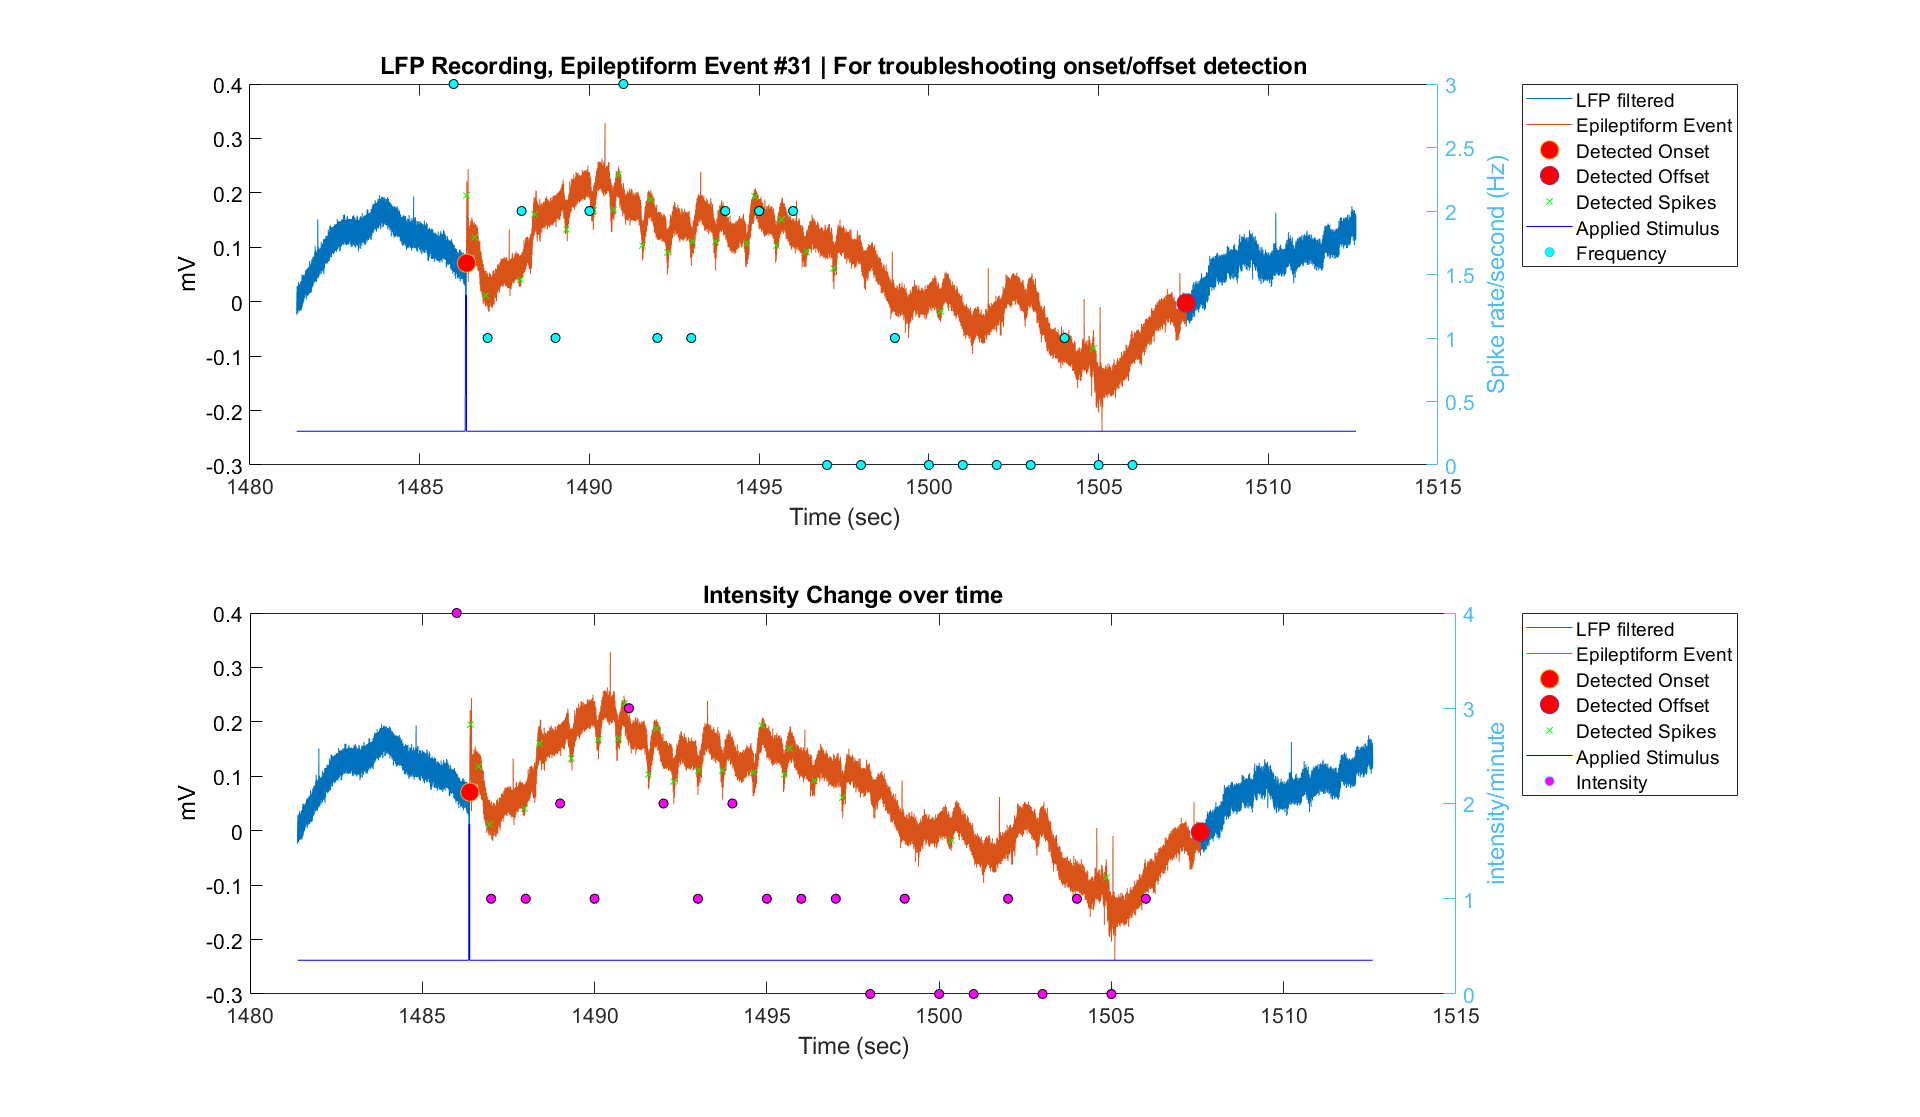 LFP Recording, Epileptiform Event #31 | For troubleshooting onset/offset detection
0.4
0.3
0.2
0.1
0
-0.1
-0.2
-0.3
mV
1480
1485
1490
1495
1500
1505
1510
1515
Time (sec)
3
2.5
2
1.5
1
0.5
0
Spike rate/second (Hz)
LFP filtered
Epileptiform Event
Detected Onset
Detected Offset
Detected Spikes
Applied Stimulus
Frequency
Intensity Change over time
0.4
0.3
0.2
0.1
0
-0.1
-0.2
-0.3
mV
1480
1485
1490
1495
1500
1505
1510
1515
Time (sec)
4
3
2
1
0
intensity/minute
LFP filtered
Epileptiform Event
Detected Onset
Detected Offset
Detected Spikes
Applied Stimulus
Intensity